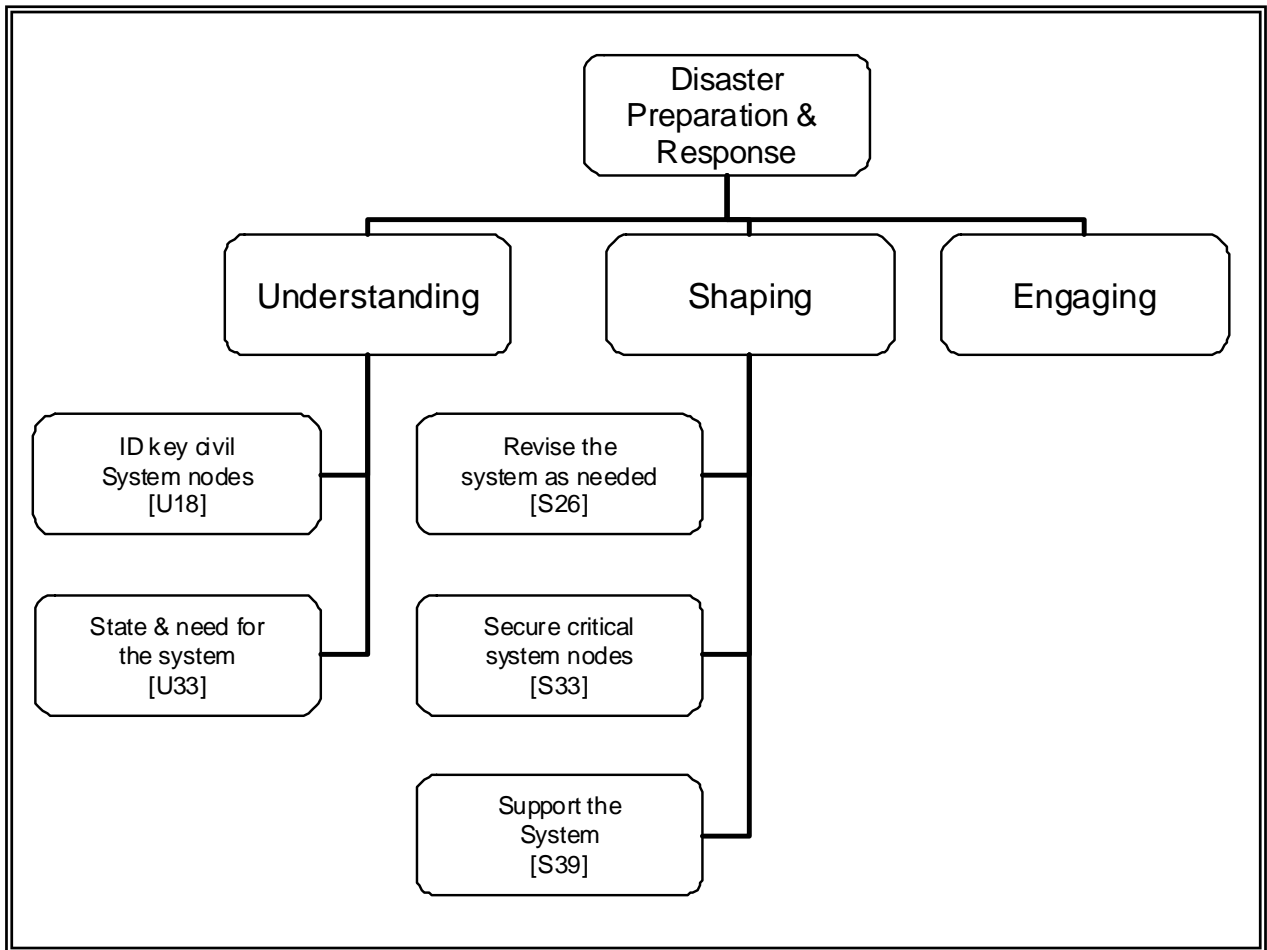 Disaster
Preparation &
Response
Understanding
Shaping
Engaging
ID key civil
System nodes
[U18]
Revise the
system as needed
[S26]
State & need for
the system
[U33]
Secure critical
system nodes
[S33]
Support the
System
[S39]